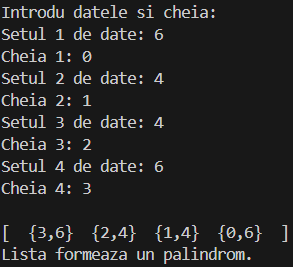 Introdu datele si cheia:
Setul 1 de date: 6
Cheia 1: 0
Setul 2 de date: 4
Cheia 2: 1
Setul 3 de date: 4
Cheia 3: 2
Setul 4 de date: 6
Cheia 4: 3
[  {3,6}  {2,4}  {1,4}  {0,6}  ]
Lista formeaza un palindrom.